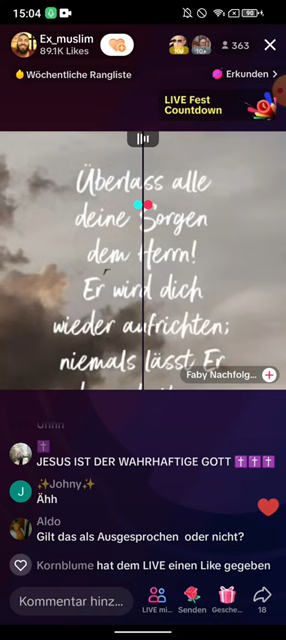 15:04
90
Ex_muslim
89.1K Likes
363
Wöchentliche Rangliste
Erkunden >
LIVE Fest
Countdown
Überlass alle
deine Sorgen
dem Herrn!
Er wird dich
wieder aufrichten;
niemals lässt Er
Faby Nachfolg...
JESUS IST DER WAHRHAFTIGE GOTT
J
✨Johny✨
Ähh
Aldo
Gilt das als Ausgesprochen oder nicht?
Kornblume hat dem LIVE einen Like gegeben
Kommentar hinz...
LIVE mi...
Senden
Gesche...
18